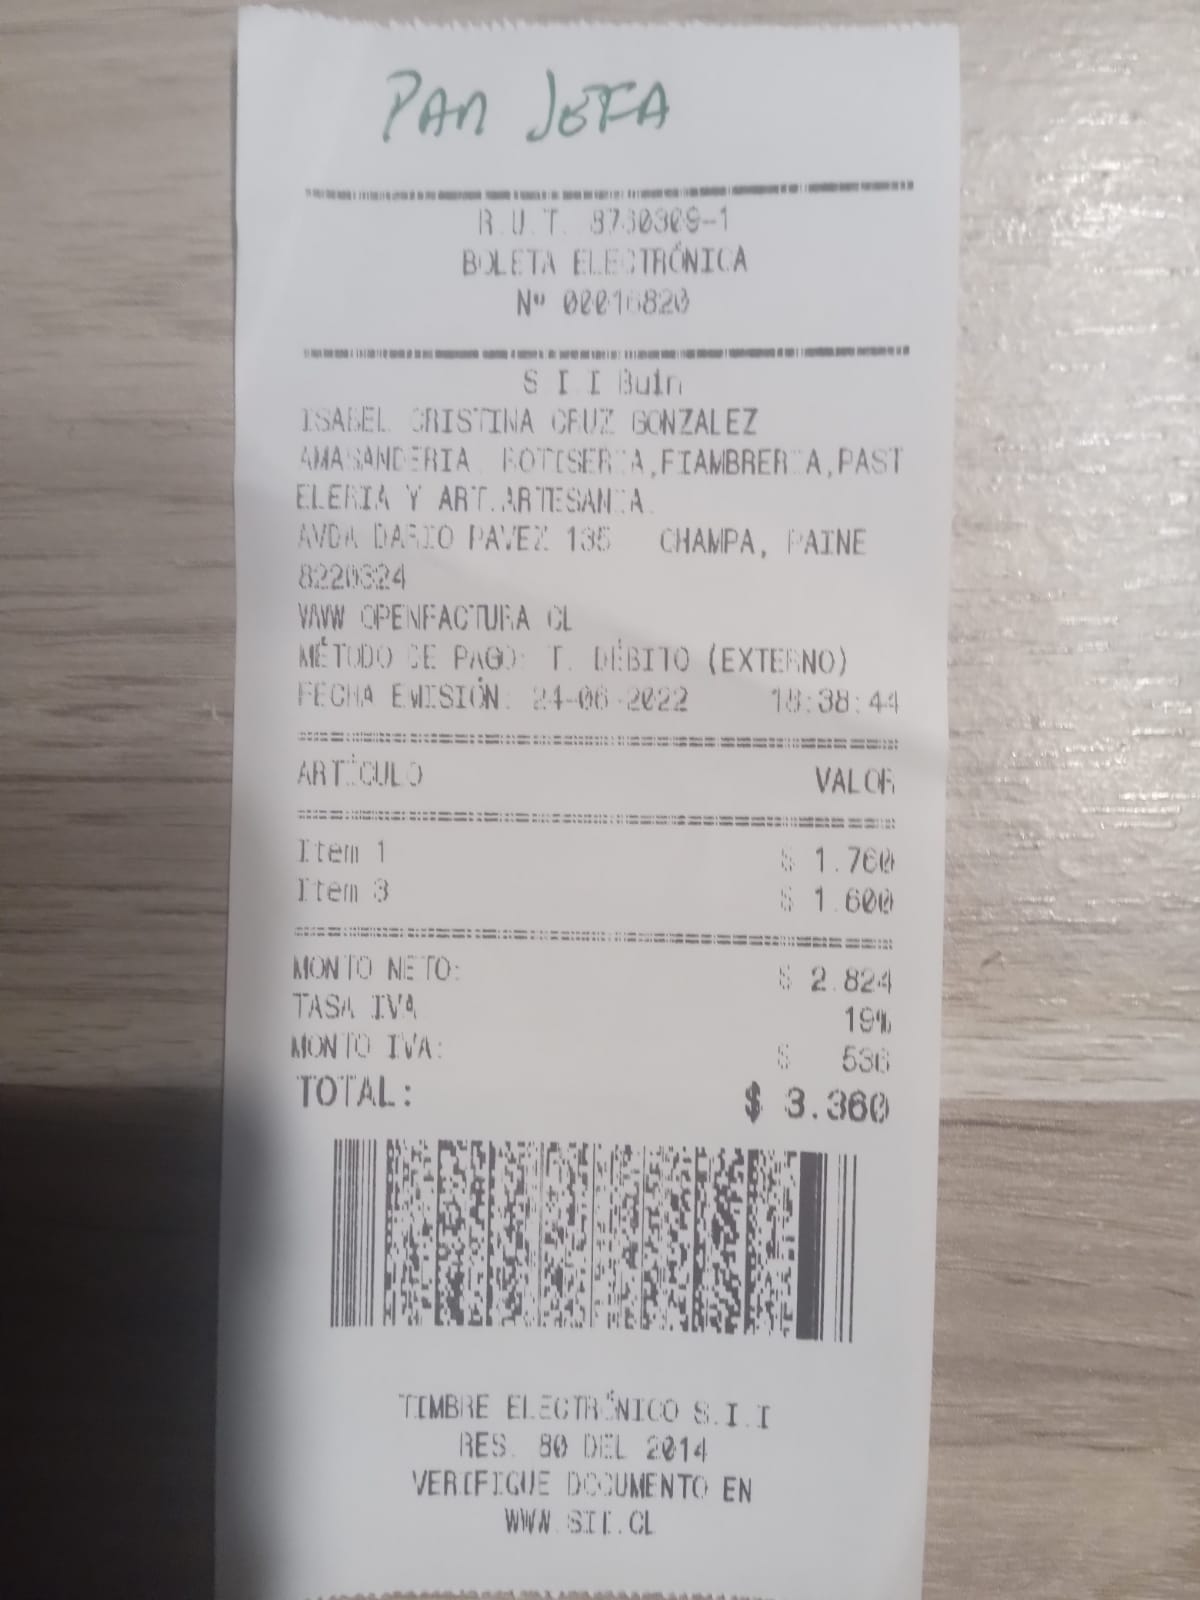 PAN JEFA
R.U.T. 8760309-1
BOLETA ELECTRÓNICA
Nº 00016820
S I I Buin
ISABEL CRISTINA CRUZ GONZALEZ
AMASANDERIA, ROTISERIA,FIAMBRERIA,PAST
ELERIA Y ART.ARTESANIA.
AVDA DARIO PAVEZ 135 CHAMPA, PAINE
8220324
WWW.OPENFACTURA.CL
MÉTODO DE PAGO: T. DÉBITO (EXTERNO)
FECHA EMISIÓN: 24-06-2022 18:38:44
ARTÍCULO VALOR
Item 1 $ 1.760
Item 3 $ 1.600
MONTO NETO: $ 2.824
TASA IVA 19%
MONTO IVA: $ 536
TOTAL: $ 3.360
TIMBRE ELECTRÓNICO S.I.I
RES. 80 DEL 2014
VERIFIQUE DOCUMENTO EN
WWW.SII.CL